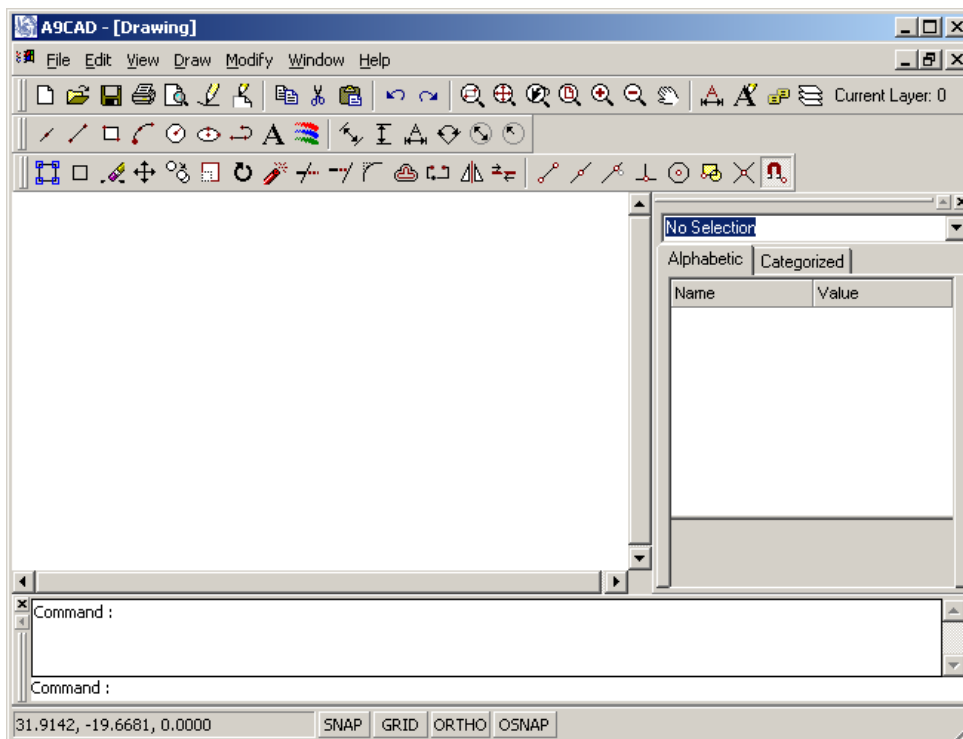 A9CAD - [Drawing]
File Edit View Draw Modify Window Help
Current Layer: 0
No Selection
Alphabetic Categorized
Name Value
Command :
Command :
31.9142, -19.6681, 0.0000 SNAP GRID ORTHO OSNAP